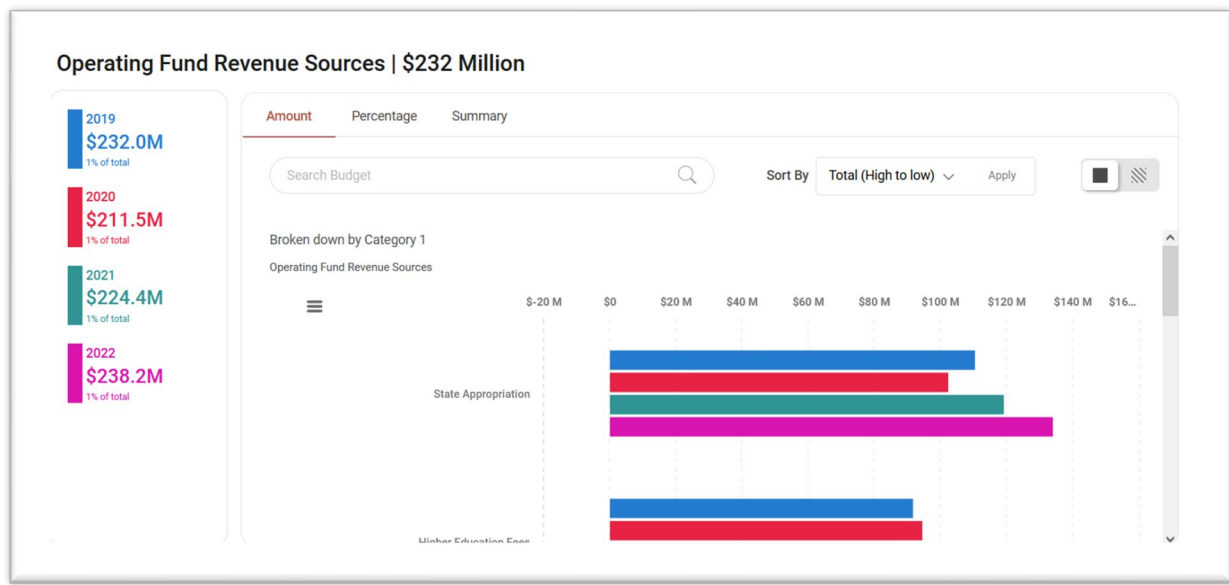 Operating Fund Revenue Sources | $232 Million
2019
$232.0M
1% of total
2020
$211.5M
1% of total
2021
$224.4M
1% of total
2022
$238.2M
1% of total
Amount Percentage Summary
Search Budget
Sort By Total (High to low) Apply
Broken down by Category 1
Operating Fund Revenue Sources
$-20 M $0 $20 M $40 M $60 M $80 M $100 M $120 M $140 M $16...
State Appropriation
Higher Education Fees